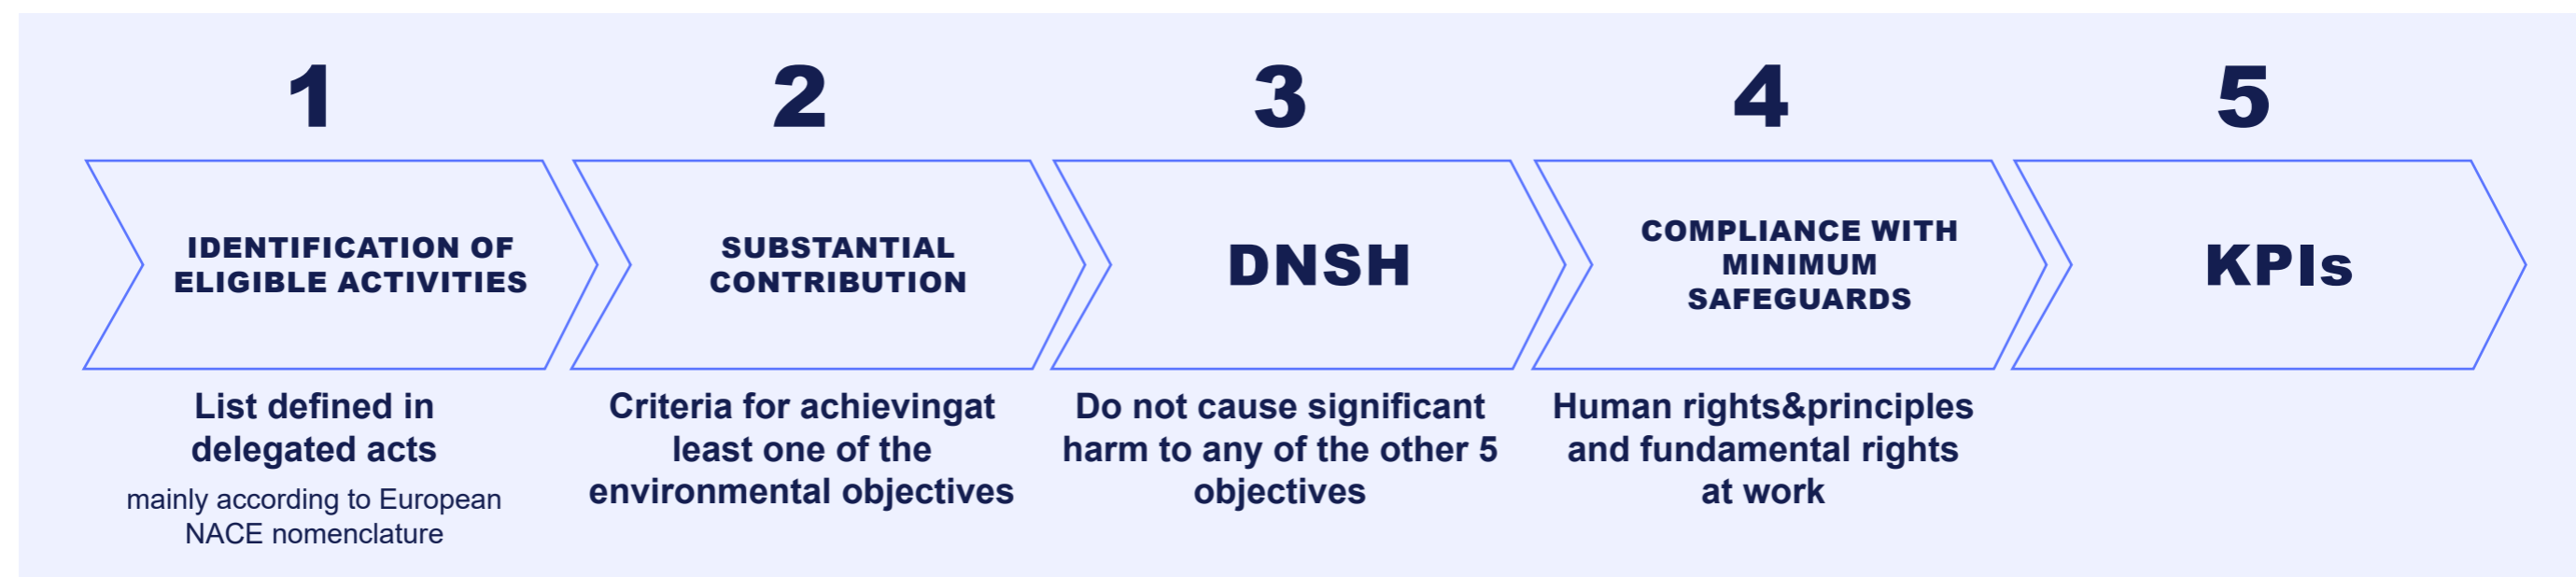 1
IDENTIFICATION OF
ELIGIBLE ACTIVITIES
List defined in
delegated acts
mainly according to European
NACE nomenclature
2
SUBSTANTIAL
CONTRIBUTION
Criteria for achievingat
least one of the
environmental objectives
3
DNSH
Do not cause significant
harm to any of the other 5
objectives
4
COMPLIANCE WITH
MINIMUM
SAFEGUARDS
Human rights&principles
and fundamental rights
at work
5
KPIs